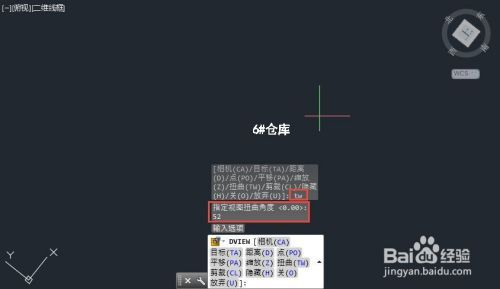 [−][俯视][二维线框]
北
西
南
WCS
6#仓库
[相机(CA)/目标(TA)/距离
(D)/点(PO)/平移(PA)/缩放
(Z)/扭曲(TW)/剪裁(CL)/隐藏
(H)/关(O)/放弃(U)]: tw
指定视图扭曲角度 <0.00>:
52
输入选项
DVIEW [相机(CA)
目标(TA) 距离(D) 点(PO)
平移(PA) 缩放(Z) 扭曲(TW)
剪裁(CL) 隐藏(H) 关(O)
放弃(U)]:
Y
X
Baidu 经验
jingyan.baidu.com